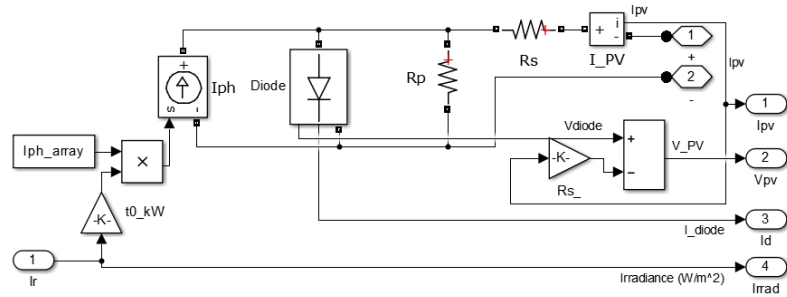 Ipv
+ i
-
1
I_PV
+
2
-
Rs
Ipv
+
s
-
Iph
Diode
Rp
1
Ipv
Iph_array
×
Vdiode
+
-K-
−
V_PV
2
Vpv
Rs_
-K-
t0_kW
I_diode
3
Id
1
Ir
Irradiance (W/m^2)
4
Irrad